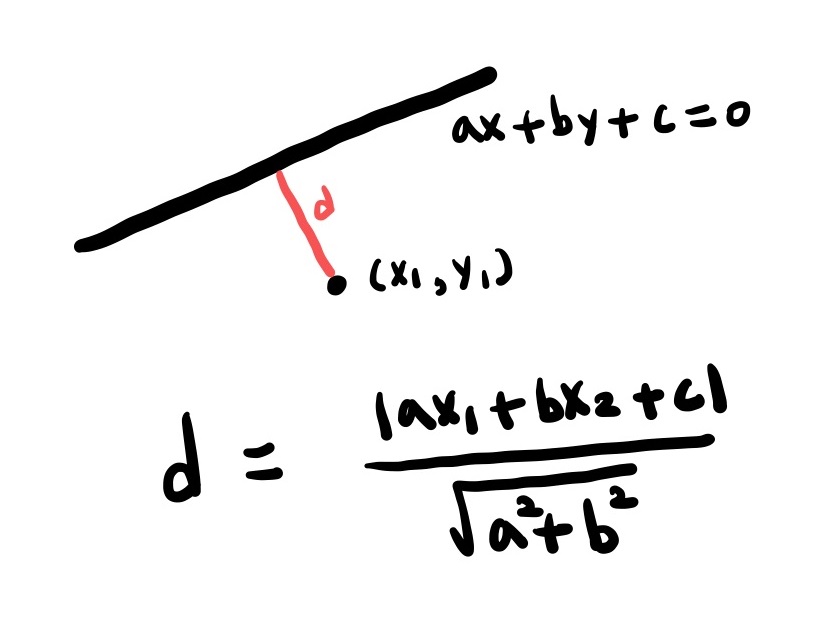 ax+by+c=0
d
(x₁,y₁)
d = |ax₁+bx₂+c| / √(a²+b²)